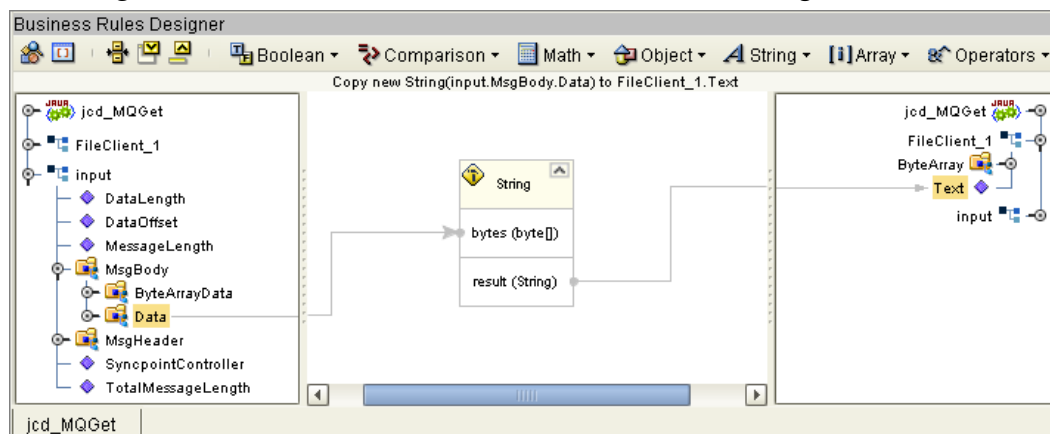 Business Rules Designer
Boolean Comparison Math Object String [i] Array Operators
Copy new String(input.MsgBody.Data) to FileClient_1.Text
JAVA jcd_MQGet
FileClient_1
input
DataLength
DataOffset
MessageLength
MsgBody
ByteArrayData
Data
MsgHeader
SyncpointController
TotalMessageLength
String
bytes (byte[])
result (String)
jcd_MQGet JAVA
FileClient_1
ByteArray
Text
input
jcd_MQGet